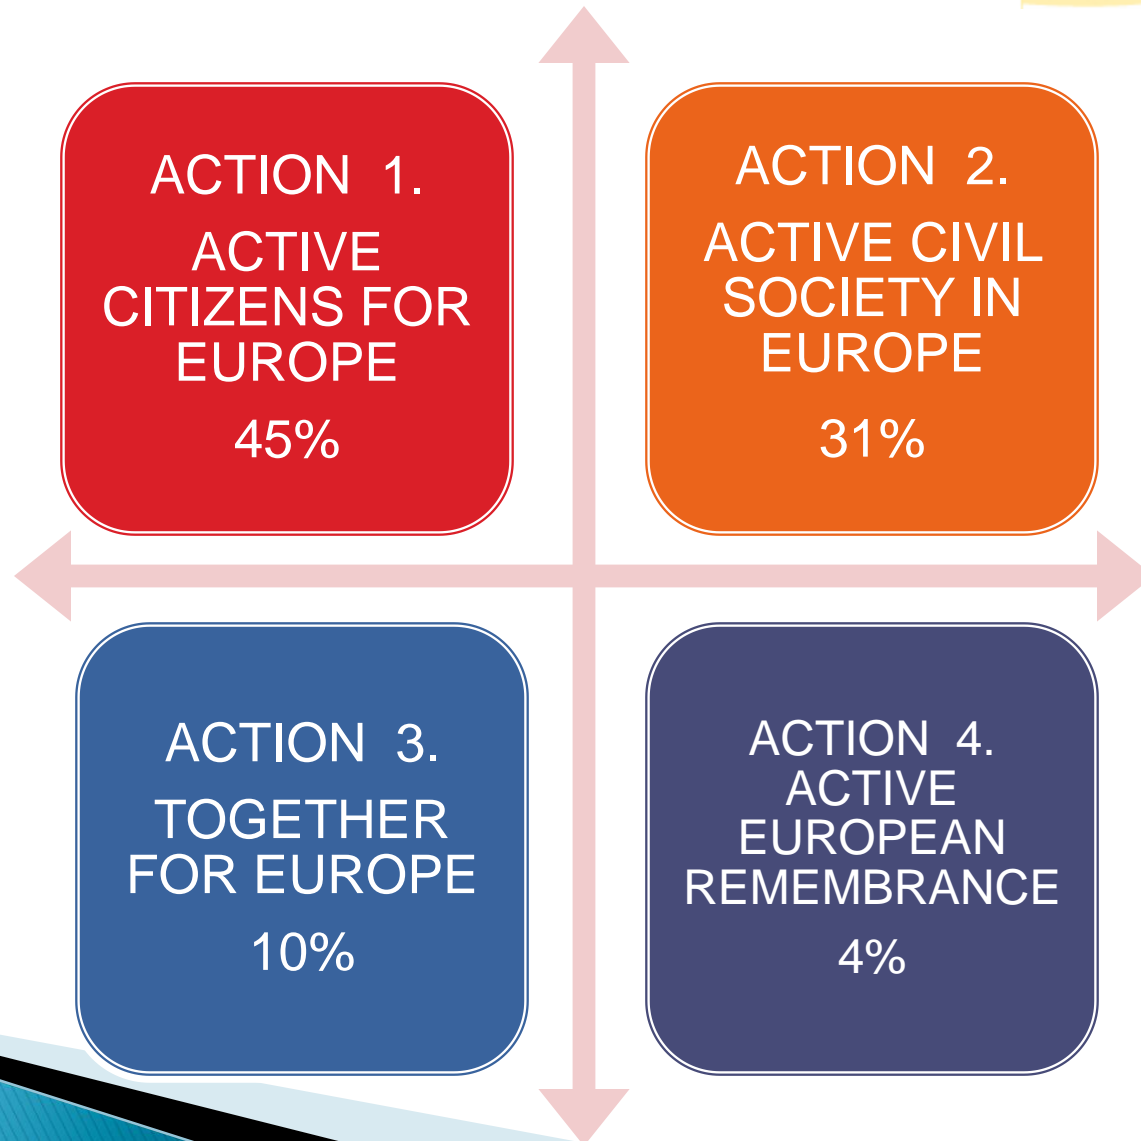 ACTION 1.
ACTIVE
CITIZENS FOR
EUROPE
45%
ACTION 2.
ACTIVE CIVIL
SOCIETY IN
EUROPE
31%
ACTION 3.
TOGETHER
FOR EUROPE
10%
ACTION 4.
ACTIVE
EUROPEAN
REMEMBRANCE
4%